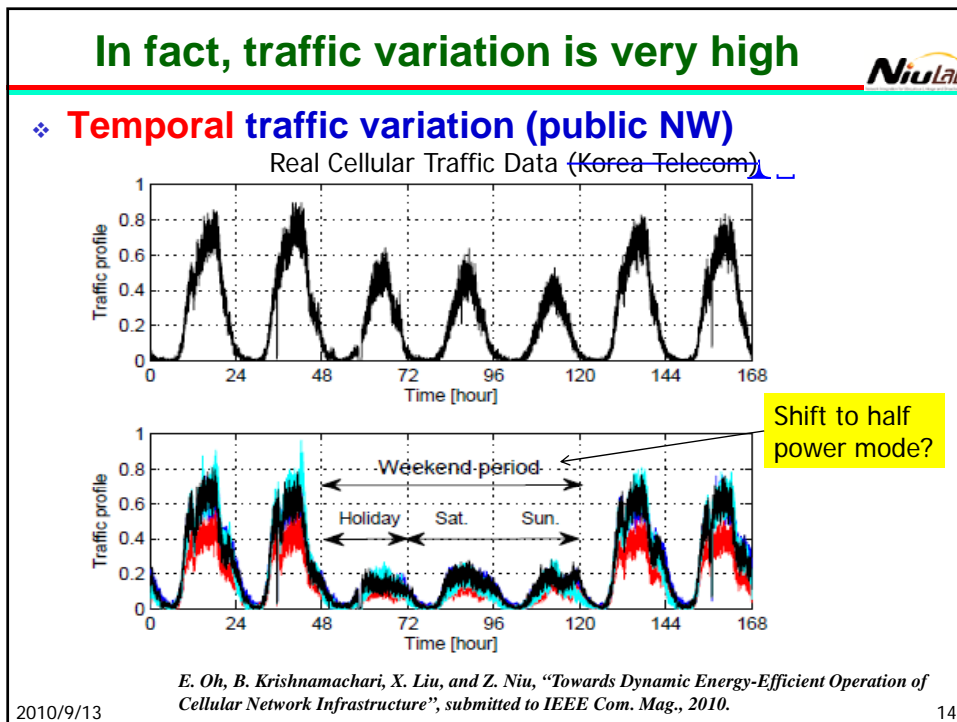 In fact, traffic variation is very high
NiuLab
❖ Temporal traffic variation (public NW)
Real Cellular Traffic Data (Korea Telecom)
1
0.8
0.6
0.4
0.2
0
Traffic profile
0 24 48 72 96 120 144 168
Time [hour]
Shift to half
power mode?
1
0.8
0.6
0.4
0.2
0
Traffic profile
Weekend period
Holiday Sat. Sun.
0 24 48 72 96 120 144 168
Time [hour]
E. Oh, B. Krishnamachari, X. Liu, and Z. Niu, “Towards Dynamic Energy-Efficient Operation of
Cellular Network Infrastructure”, submitted to IEEE Com. Mag., 2010.
2010/9/13
14